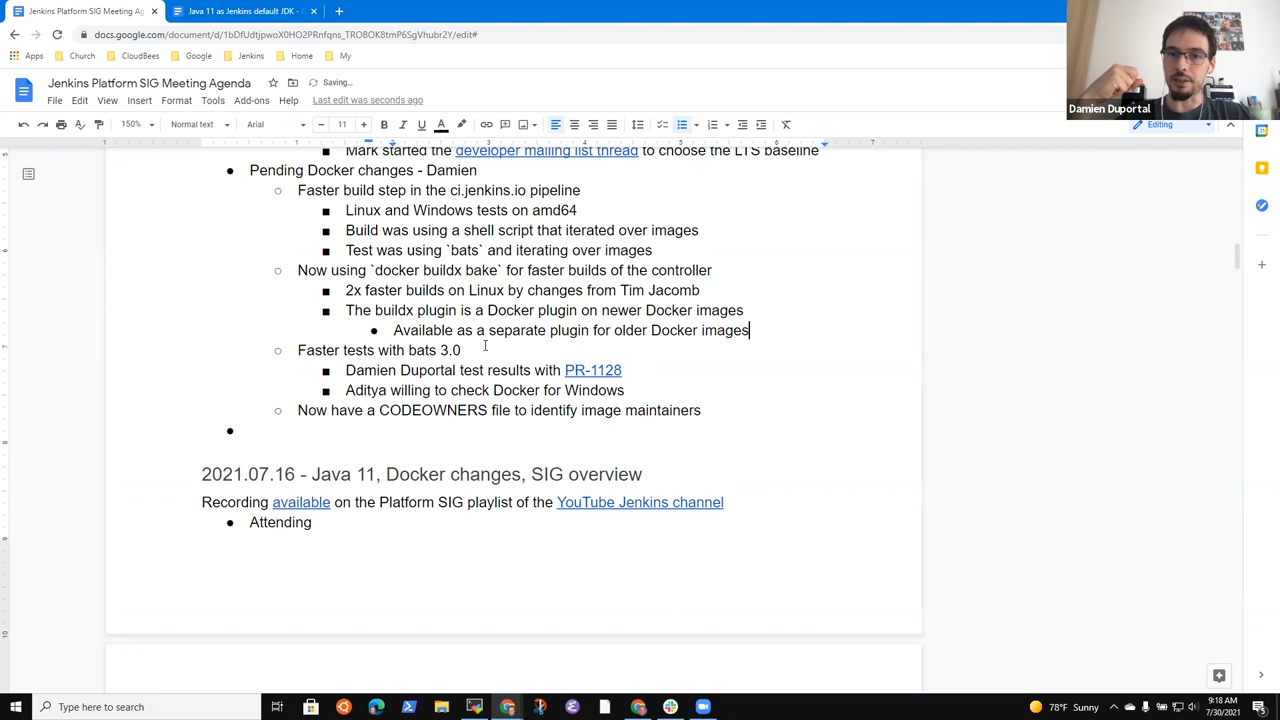 Jenkins Platform SIG Meeting Ag
Java 11 as Jenkins default JDK - G
docs.google.com/document/d/1bDfUdtjpwoX0HO2PRnfqns_TROBOK8tmP6SgVhubr2Y/edit#
Apps Church CloudBees Google Jenkins Home My
Jenkins Platform SIG Meeting Agenda Saving...
File Edit View Insert Format Tools Add-ons Help Last edit was seconds ago
Damien Duportal
150% Normal text Arial 11 B I U A Editing
1 1 2 3 4 5 6 7
Mark started the developer mailing list thread to choose the LTS baseline
Pending Docker changes - Damien
Faster build step in the ci.jenkins.io pipeline
Linux and Windows tests on amd64
Build was using a shell script that iterated over images
Test was using `bats` and iterating over images
Now using `docker buildx bake` for faster builds of the controller
2x faster builds on Linux by changes from Tim Jacomb
The buildx plugin is a Docker plugin on newer Docker images
Available as a separate plugin for older Docker images
Faster tests with bats 3.0
Damien Duportal test results with PR-1128
Aditya willing to check Docker for Windows
Now have a CODEOWNERS file to identify image maintainers
2021.07.16 - Java 11, Docker changes, SIG overview
Recording available on the Platform SIG playlist of the YouTube Jenkins channel
Attending
Type here to search
78°F Sunny
9:18 AM
7/30/2021